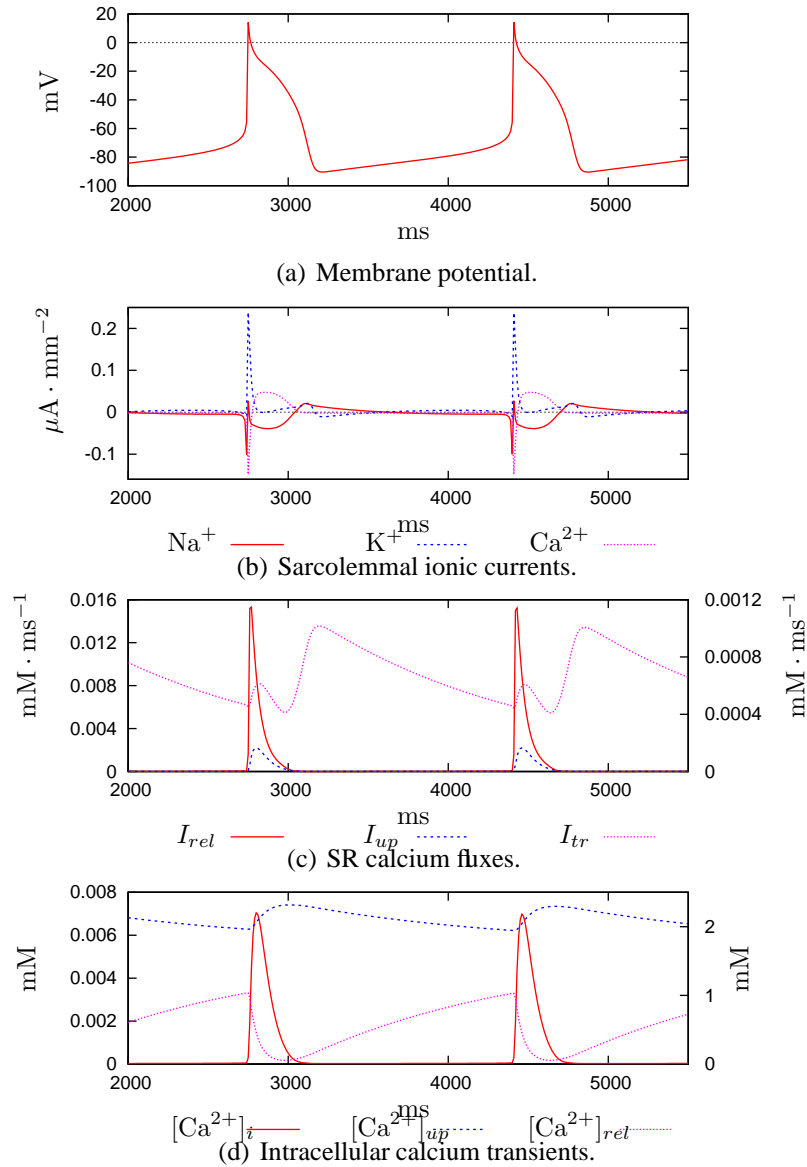 20
0
-20
-40
-60
-80
-100
mV
2000 3000 4000 5000
ms
(a) Membrane potential.
0.2
0.1
0
-0.1
μA · mm⁻²
2000 3000 4000 5000
ms
Na⁺ K⁺ Ca²⁺
(b) Sarcolemmal ionic currents.
0.016
0.012
0.008
0.004
0
mM · ms⁻¹
0.0012
0.0008
0.0004
0
mM · ms⁻¹
2000 3000 4000 5000
ms
I_rel I_up I_tr
(c) SR calcium fluxes.
0.008
0.006
0.004
0.002
0
mM
2
1
0
mM
2000 3000 4000 5000
ms
[Ca²⁺]_i [Ca²⁺]_up [Ca²⁺]_rel
(d) Intracellular calcium transients.